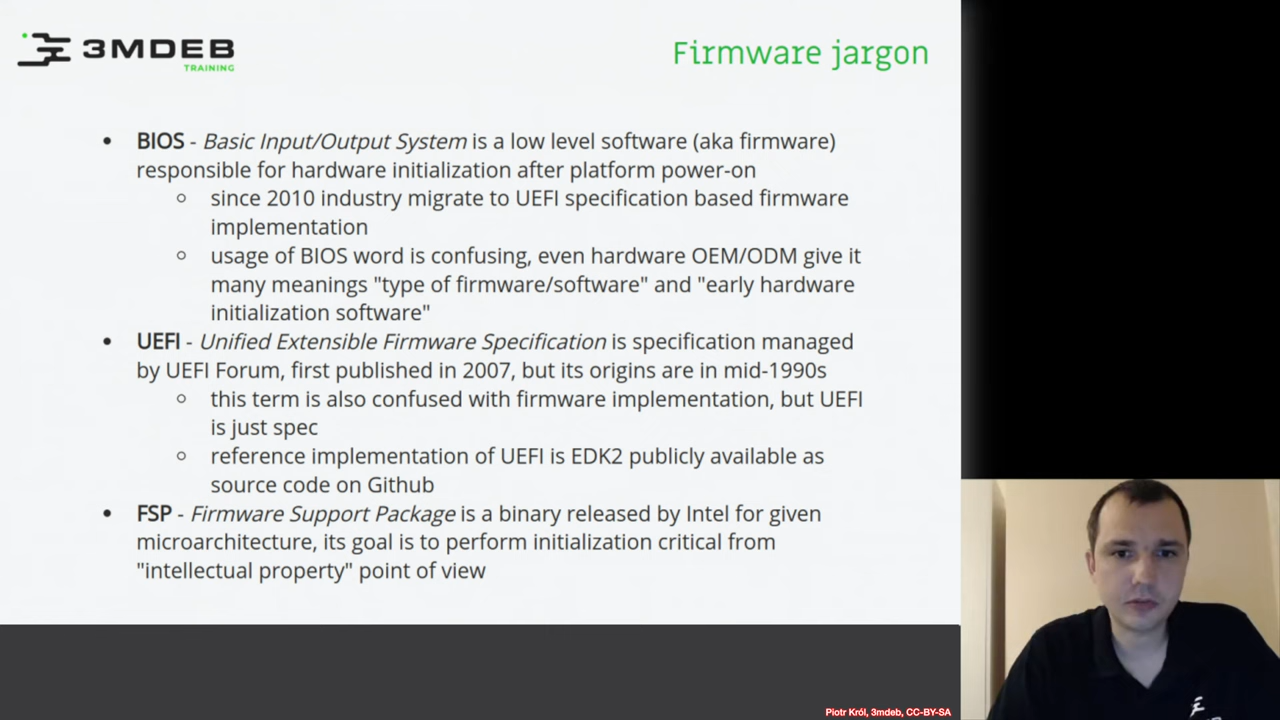 3MDEB
TRAINING
Firmware jargon
• BIOS - Basic Input/Output System is a low level software (aka firmware)
responsible for hardware initialization after platform power-on
○ since 2010 industry migrate to UEFI specification based firmware
implementation
○ usage of BIOS word is confusing, even hardware OEM/ODM give it
many meanings "type of firmware/software" and "early hardware
initialization software"
• UEFI - Unified Extensible Firmware Specification is specification managed
by UEFI Forum, first published in 2007, but its origins are in mid-1990s
○ this term is also confused with firmware implementation, but UEFI
is just spec
○ reference implementation of UEFI is EDK2 publicly available as
source code on Github
• FSP - Firmware Support Package is a binary released by Intel for given
microarchitecture, its goal is to perform initialization critical from
"intellectual property" point of view
Piotr Król, 3mdeb, CC-BY-SA